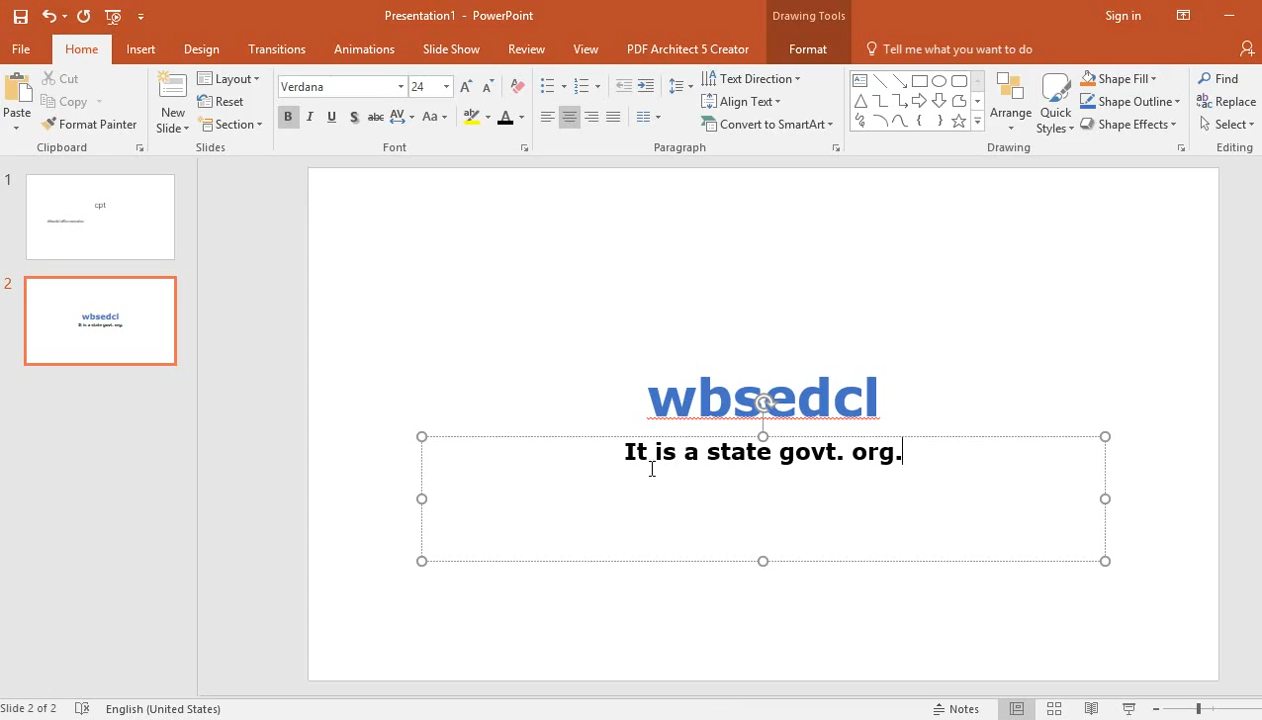 Presentation1 - PowerPoint
Drawing Tools
Sign in
File
Home
Insert
Design
Transitions
Animations
Slide Show
Review
View
PDF Architect 5 Creator
Format
Tell me what you want to do
Paste
Cut
Copy
Format Painter
Clipboard
New
Slide
Layout
Reset
Section
Slides
Verdana
24
B I U S abc AV Aa A
Font
Text Direction
Align Text
Convert to SmartArt
Paragraph
Arrange
Quick
Styles
Shape Fill
Shape Outline
Shape Effects
Drawing
Find
Replace
Select
Editing
1
cpt
2
wbsedcl
It is a state govt. org.
wbsedcl
It is a state govt. org.
Slide 2 of 2
English (United States)
Notes